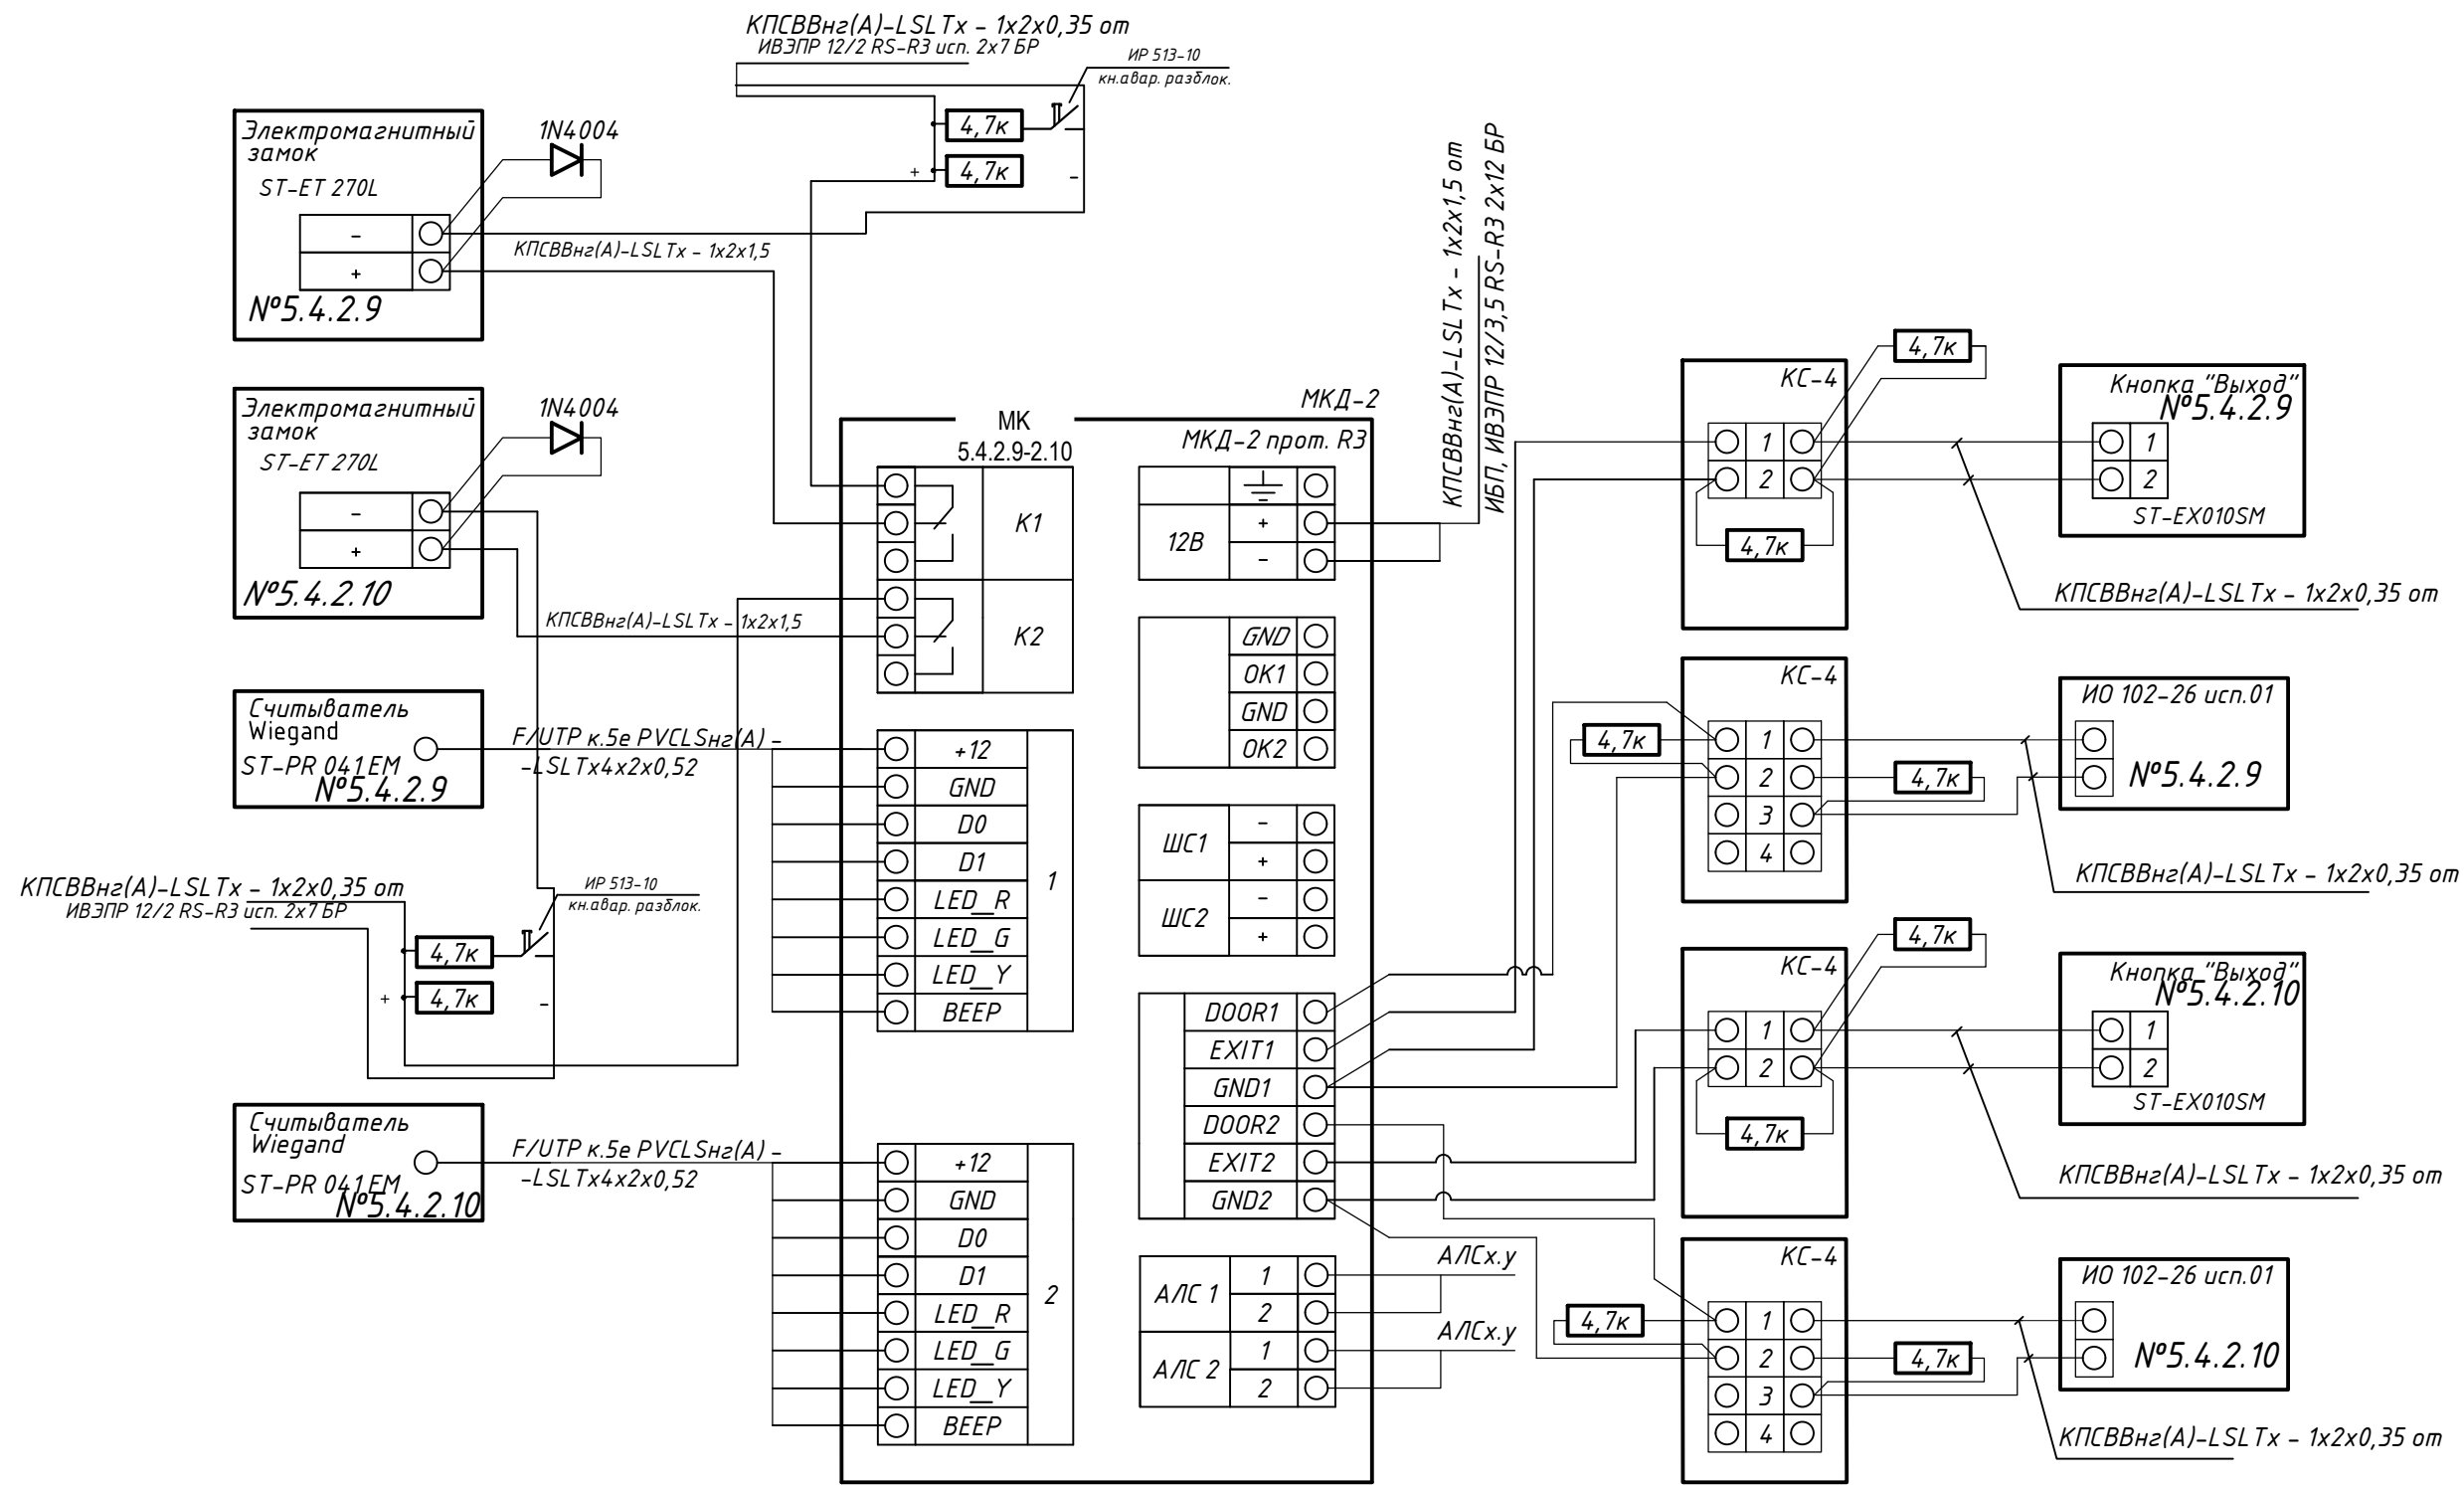 КПСВВнг(А)-LSLTx - 1x2x0,35 от
ИВЭПР 12/2 RS-R3 исп. 2x7 БР
ИР 513-10
кн.авар. разблок.
4,7к
+ 4,7к -
Электромагнитный
замок
ST-ET 270L
-
+
№5.4.2.9
1N4004
КПСВВнг(А)-LSLTx - 1x2x1,5
Электромагнитный
замок
ST-ET 270L
-
+
№5.4.2.10
1N4004
КПСВВнг(А)-LSLTx - 1x2x1,5
Считыватель
Wiegand
ST-PR 041EM
№5.4.2.9
F/UTP к.5е PVCLSнг(А) -
-LSLTx4x2x0,52
КПСВВнг(А)-LSLTx - 1x2x0,35 от
ИВЭПР 12/2 RS-R3 исп. 2x7 БР
ИР 513-10
кн.авар. разблок.
4,7к
+ 4,7к -
Считыватель
Wiegand
ST-PR 041EM
№5.4.2.10
F/UTP к.5е PVCLSнг(А) -
-LSLTx4x2x0,52
МКД-2
МК
5.4.2.9-2.10
МКД-2 прот. R3
К1
К2
+12
GND
D0
D1
LED_R
LED_G
LED_Y
BEEP
1
+12
GND
D0
D1
LED_R
LED_G
LED_Y
BEEP
2
12В
+
-
GND
ОК1
GND
ОК2
ШС1
-
+
ШС2
-
+
DOOR1
EXIT1
GND1
DOOR2
EXIT2
GND2
АЛС 1
1
2
АЛС 2
1
2
АЛСх.у
АЛСх.у
КПСВВнг(А)-LSLTx - 1x2x1,5 от
ИБП, ИВЭПР 12/3,5 RS-R3 2x12 БР
КС-4
1
2
4,7к
4,7к
Кнопка "Выход"
№5.4.2.9
1
2
ST-EX010SM
КПСВВнг(А)-LSLTx - 1x2x0,35 от
КС-4
4,7к
1
2
3
4
4,7к
ИО 102-26 исп.01
№5.4.2.9
КПСВВнг(А)-LSLTx - 1x2x0,35 от
КС-4
1
2
4,7к
4,7к
Кнопка "Выход"
№5.4.2.10
1
2
ST-EX010SM
КПСВВнг(А)-LSLTx - 1x2x0,35 от
КС-4
4,7к
1
2
3
4
4,7к
ИО 102-26 исп.01
№5.4.2.10
КПСВВнг(А)-LSLTx - 1x2x0,35 от